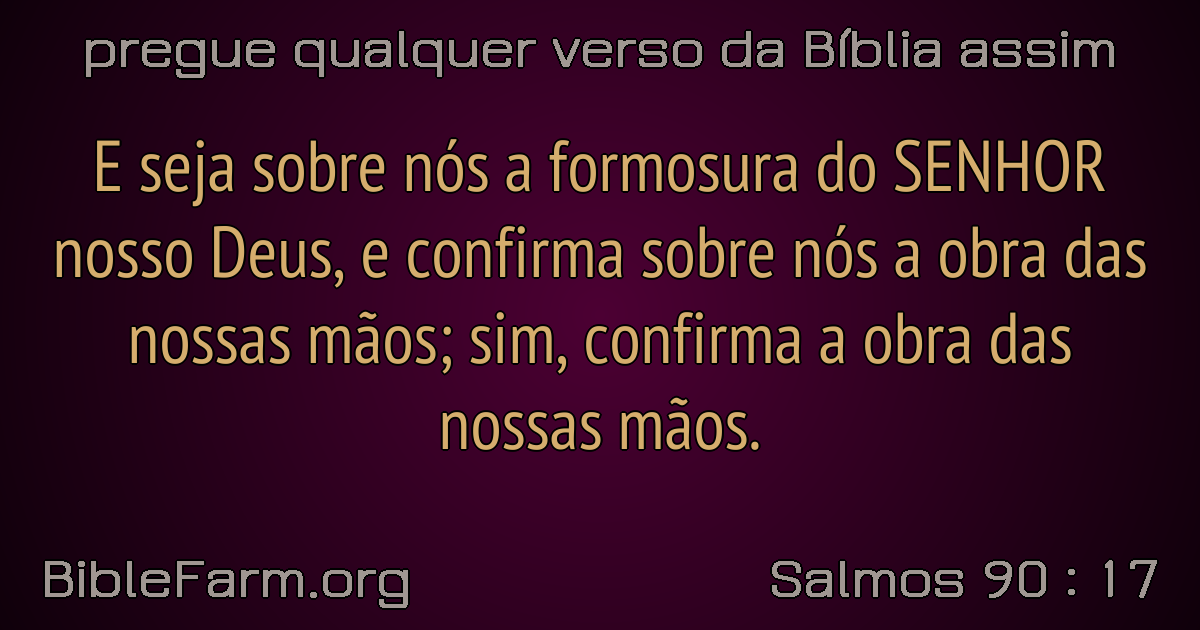 pregue qualquer verso da Bíblia assim
E seja sobre nós a formosura do SENHOR
nosso Deus, e confirma sobre nós a obra das
nossas mãos; sim, confirma a obra das
nossas mãos.
BibleFarm.org
Salmos 90 : 17